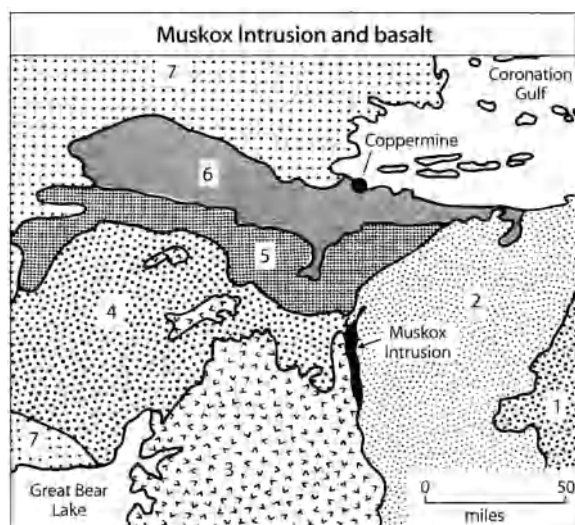 Muskox Intrusion and basalt
7
Coronation
Gulf
Coppermine
6
5
4
2
Muskox
Intrusion
1
7
3
0
50
miles
Great Bear
Lake